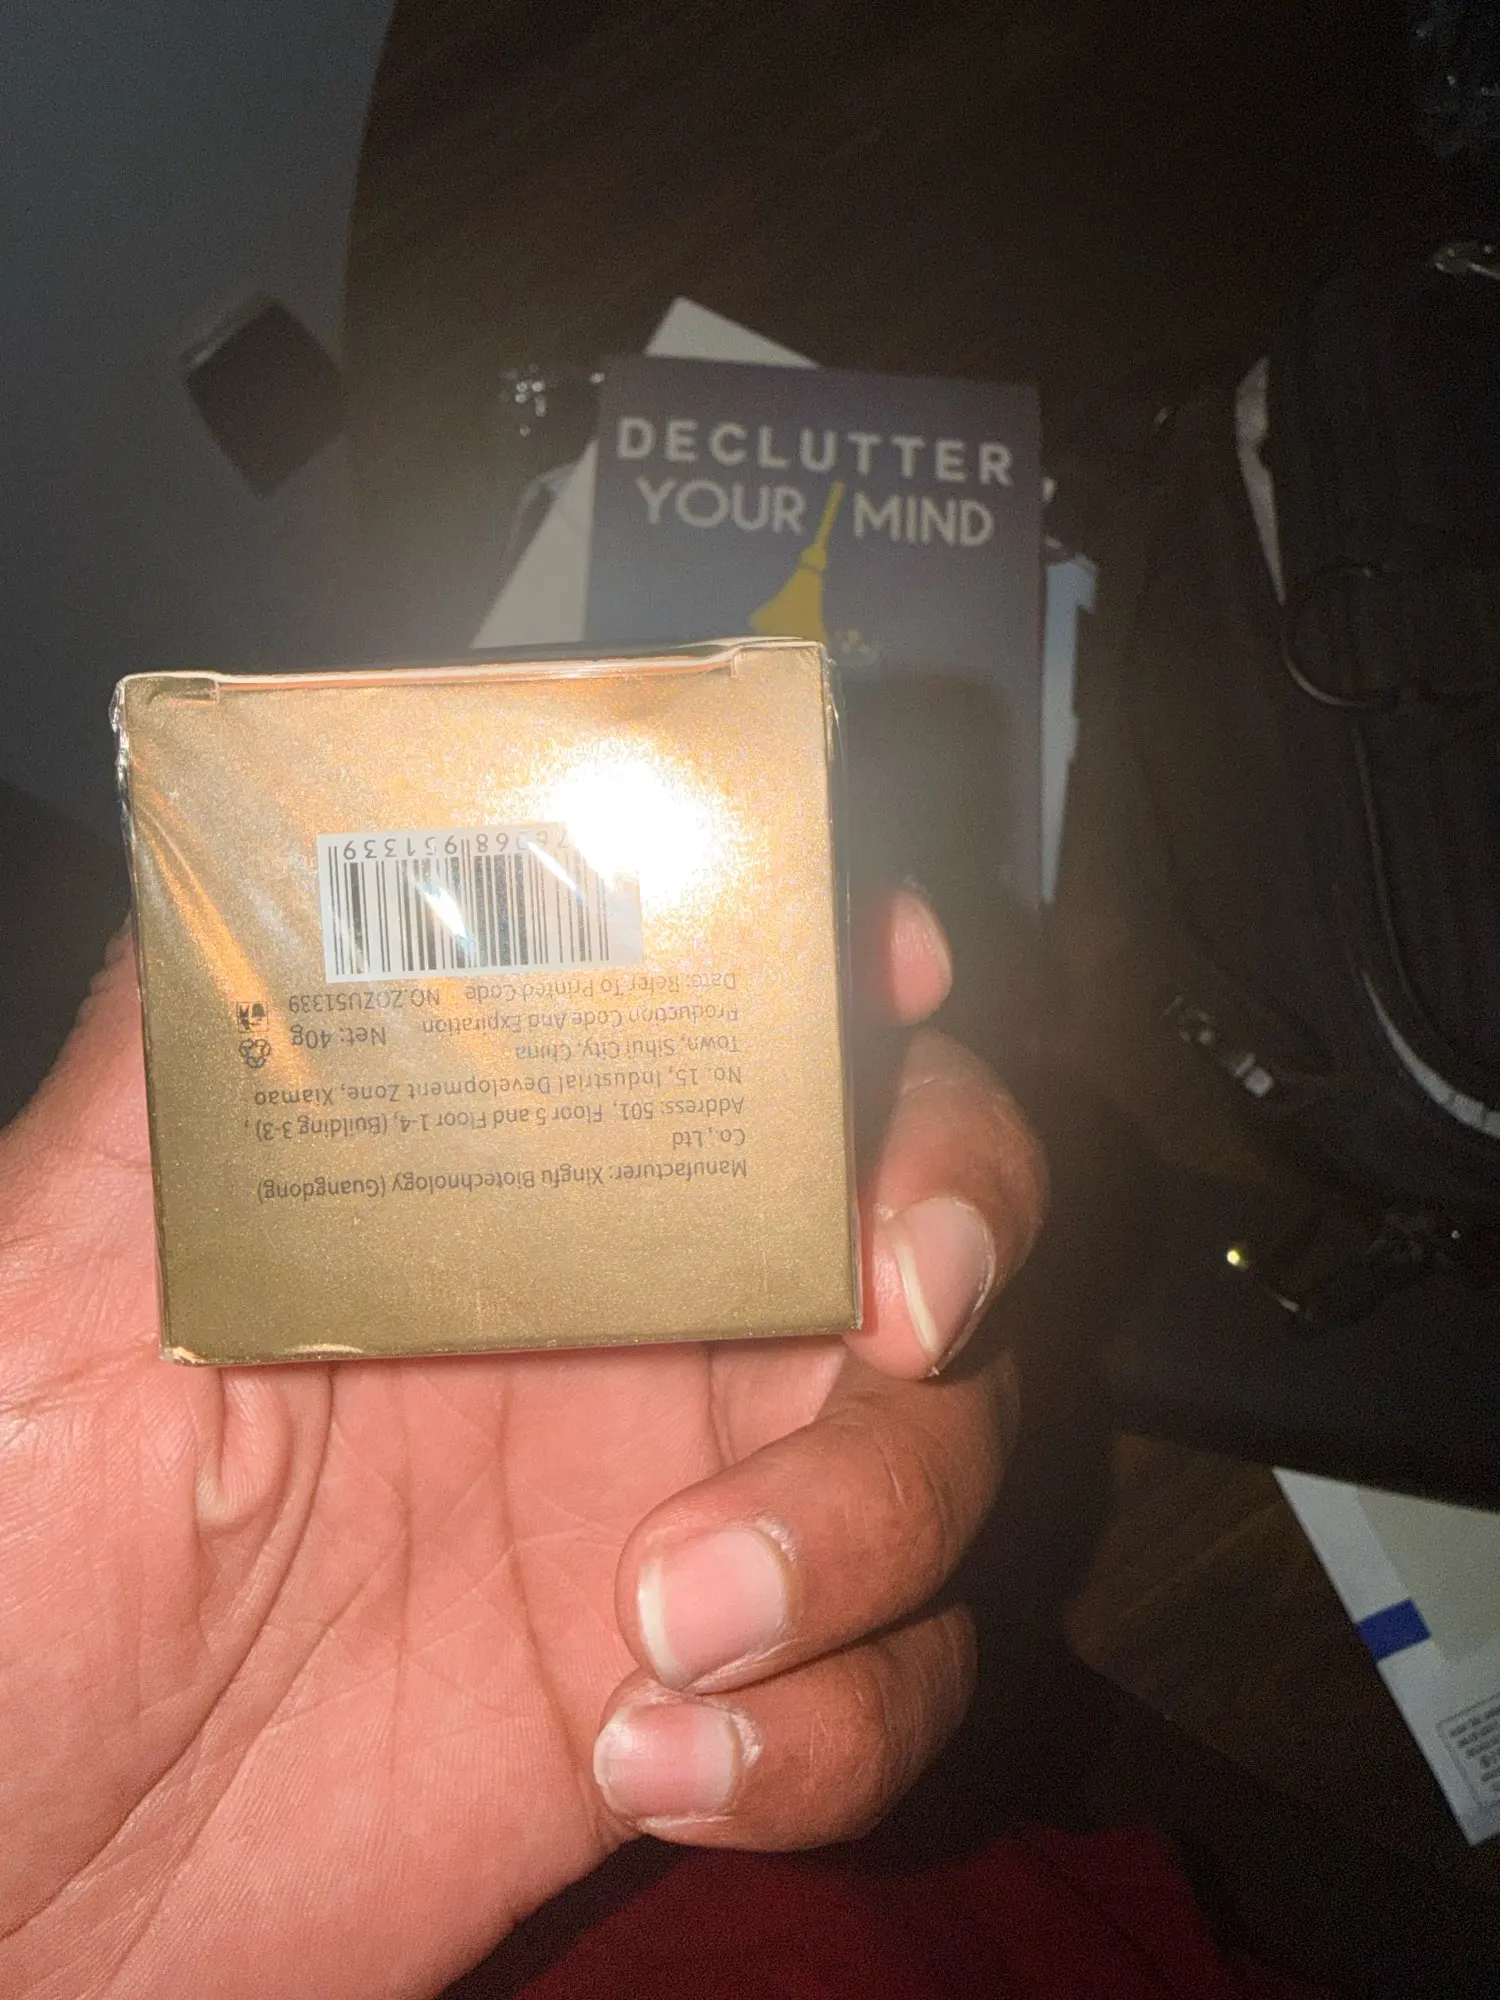 DECLUTTER
YOUR MIND
Manufacturer: Xingfu Biotechnology (Guangdong)
Co., Ltd
Address: 501, Floor 5 and Floor 1-4, (Building 3-3),
No. 15, Industrial Development Zone, Xiamao
Town, Sihui City, China
Production Code And Expiration Net: 40g
Date: Refer To Printed Code NO.ZOZU51339
68 951339